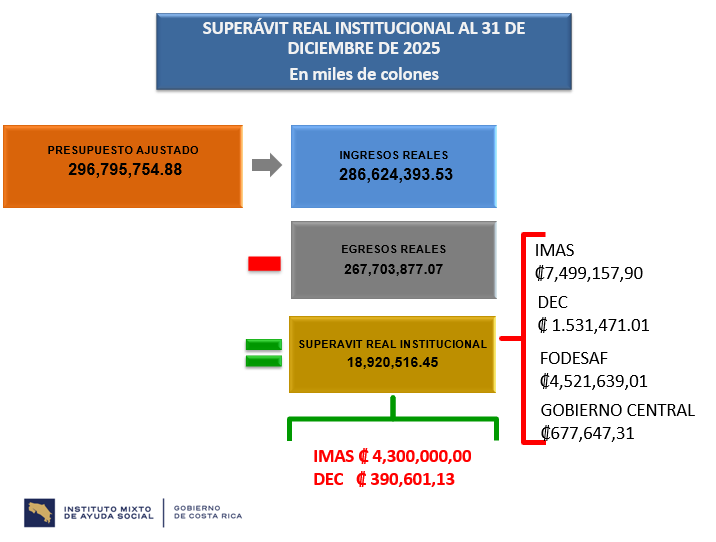 SUPERÁVIT REAL INSTITUCIONAL AL 31 DE
DICIEMBRE DE 2025
En miles de colones
PRESUPUESTO AJUSTADO
296,795,754.88
INGRESOS REALES
286,624,393.53
EGRESOS REALES
267,703,877.07
SUPERAVIT REAL INSTITUCIONAL
18,920,516.45
IMAS
₡7,499,157,90
DEC
₡ 1.531,471.01
FODESAF
₡4,521,639,01
GOBIERNO CENTRAL
₡677,647,31
IMAS ₡ 4,300,000,00
DEC ₡ 390,601,13
INSTITUTO MIXTO
DE AYUDA SOCIAL
GOBIERNO
DE COSTA RICA